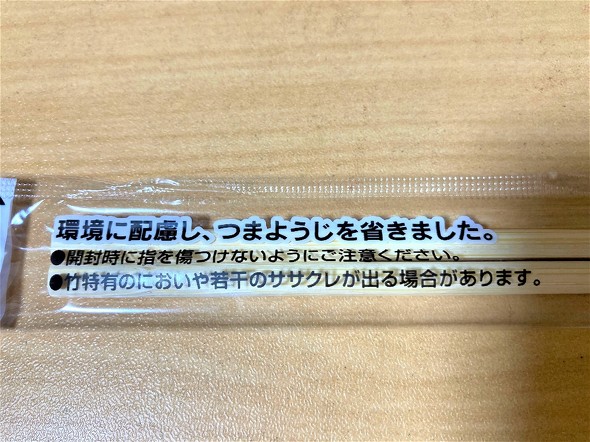 環境に配慮し、つまようじを省きました。
●開封時に指を傷つけないようにご注意ください。
●竹特有のにおいや若干のササクレが出る場合があります。